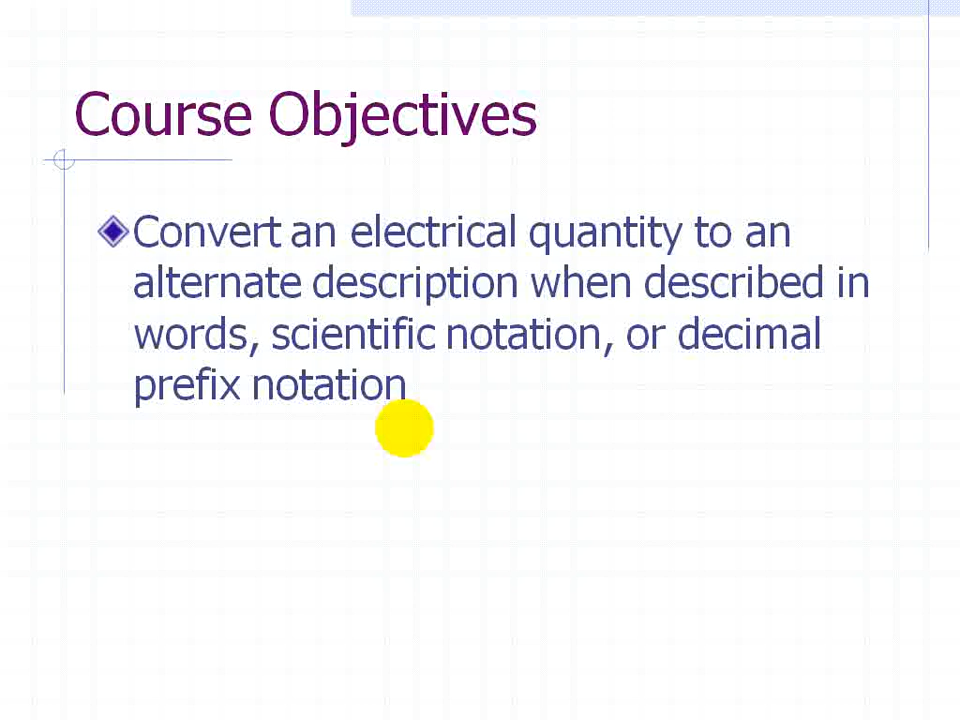 Course Objectives
Convert an electrical quantity to an
alternate description when described in
words, scientific notation, or decimal
prefix notation